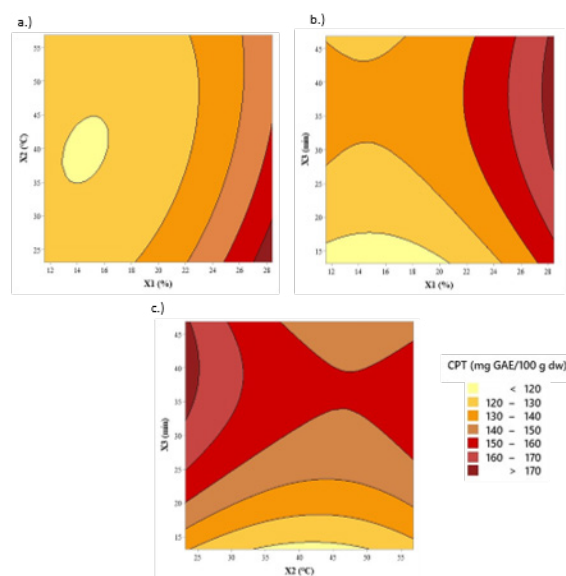 a.)
b.)
55
50
45
40
35
30
25
X2 (°C)
12 14 16 18 20 22 24 26 28
X1 (%)
45
40
35
30
25
20
15
X3 (min)
12 14 16 18 20 22 24 26 28
X1 (%)
c.)
45
40
35
30
25
20
15
X3 (min)
25 30 35 40 45 50 55
X2 (°C)
CPT (mg GAE/100 g dw)
< 120
120 – 130
130 – 140
140 – 150
150 – 160
160 – 170
> 170